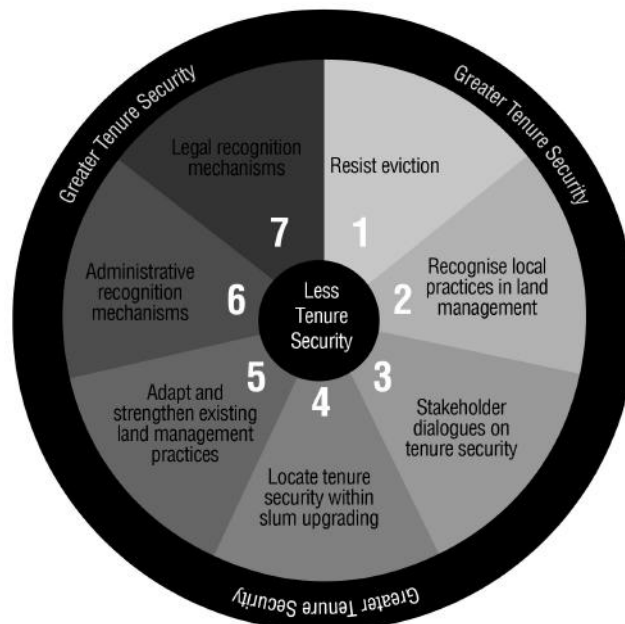 Greater Tenure Security
Greater Tenure Security
Legal recognition
mechanisms
7
Resist eviction
1
Administrative
recognition
mechanisms
6
Less
Tenure
Security
2
Recognise local
practices in land
management
5
Adapt and
strengthen existing
land management
practices
4
Locate tenure
security within
slum upgrading
3
Stakeholder
dialogues on
tenure security
Greater Tenure Security